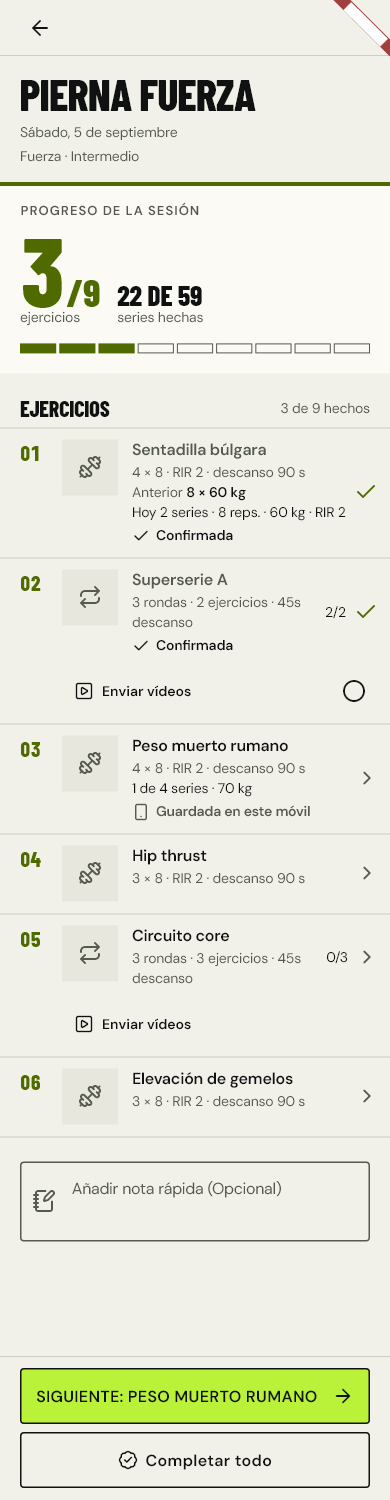 PIERNA FUERZA
Sábado, 5 de septiembre
Fuerza · Intermedio
PROGRESO DE LA SESIÓN
3/9
22 DE 59
ejercicios
series hechas
EJERCICIOS
3 de 9 hechos
01
Sentadilla búlgara
4 × 8 · RIR 2 · descanso 90 s
Anterior 8 × 60 kg
Hoy 2 series · 8 reps. · 60 kg · RIR 2
Confirmada
02
Superserie A
3 rondas · 2 ejercicios · 45s
descanso
2/2
Confirmada
Enviar vídeos
03
Peso muerto rumano
4 × 8 · RIR 2 · descanso 90 s
1 de 4 series · 70 kg
Guardada en este móvil
04
Hip thrust
3 × 8 · RIR 2 · descanso 90 s
05
Circuito core
3 rondas · 3 ejercicios · 45s
descanso
0/3
Enviar vídeos
06
Elevación de gemelos
3 × 8 · RIR 2 · descanso 90 s
Añadir nota rápida (Opcional)
SIGUIENTE: PESO MUERTO RUMANO
Completar todo